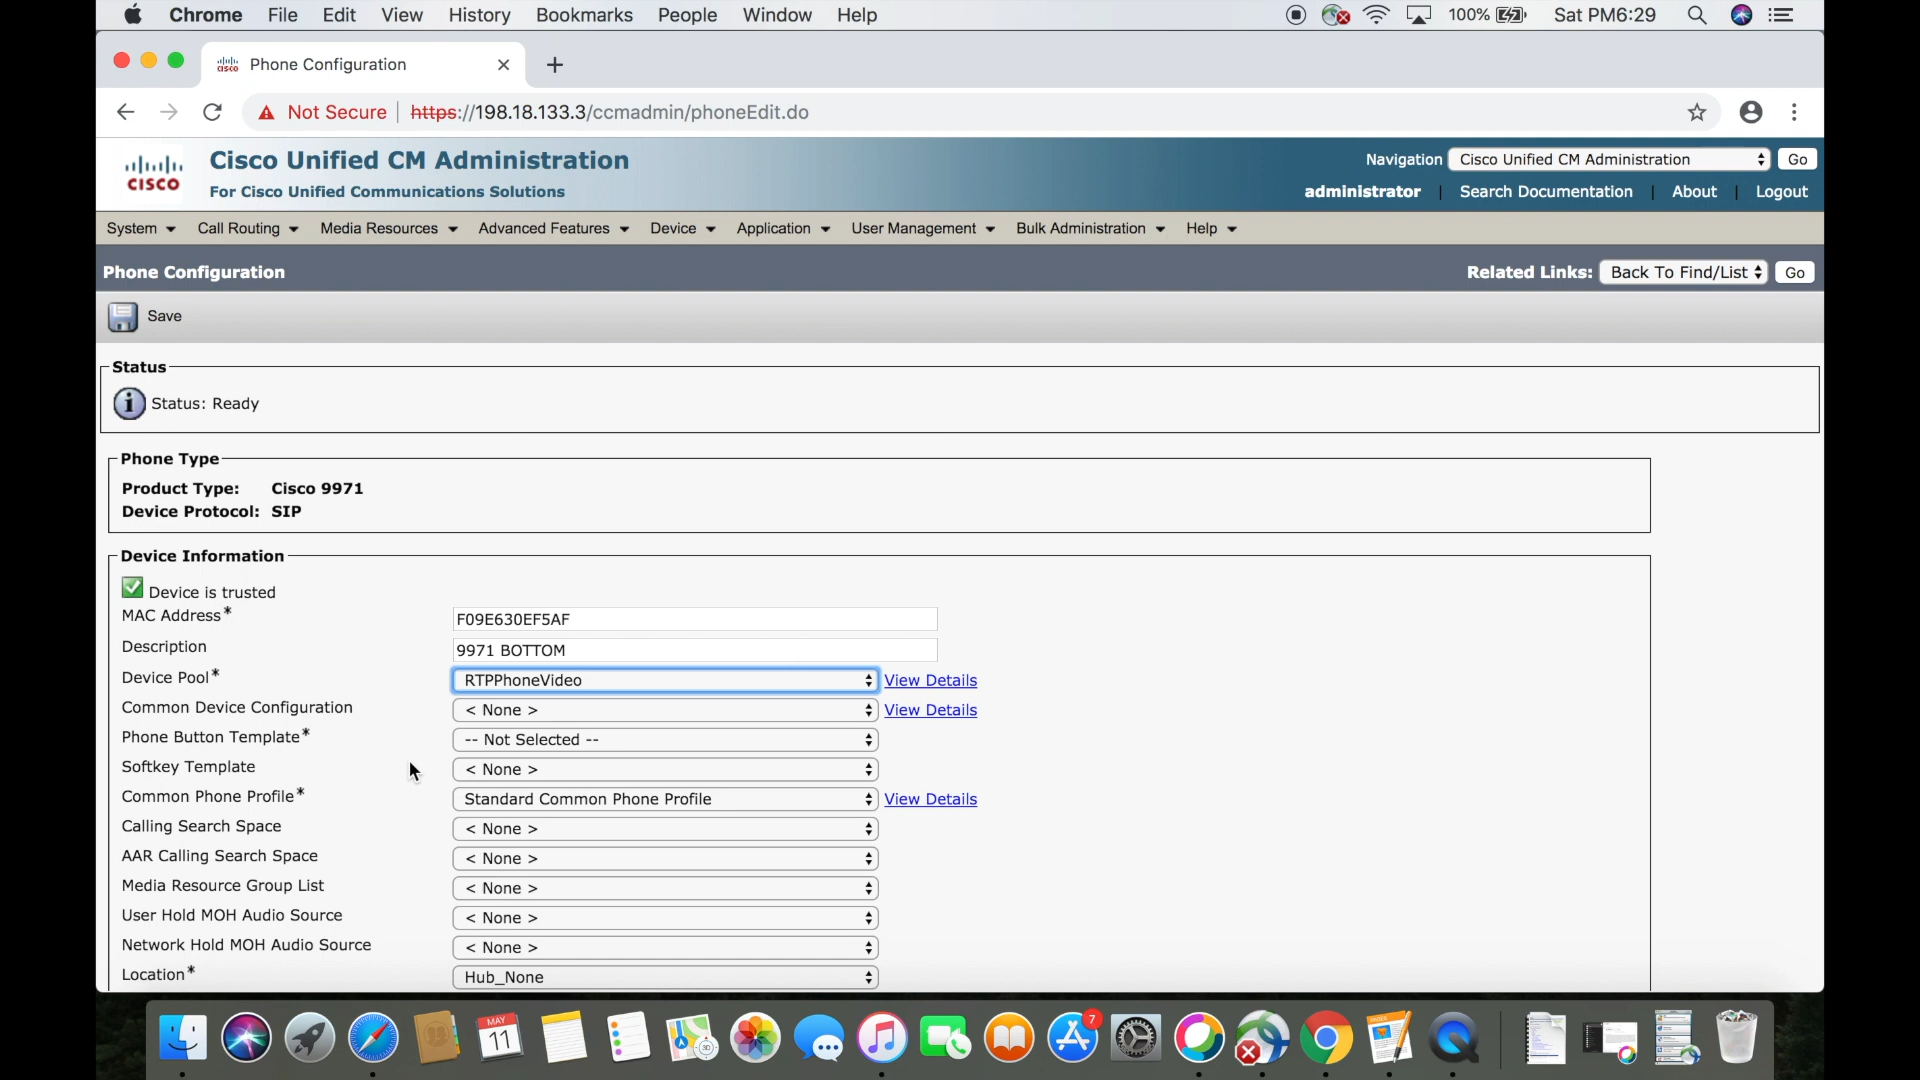 Chrome File Edit View History Bookmarks People Window Help 100% Sat PM6:29
cisco Phone Configuration
Not Secure https://198.18.133.3/ccmadmin/phoneEdit.do
cisco
Cisco Unified CM Administration
For Cisco Unified Communications Solutions
Navigation Cisco Unified CM Administration Go
administrator | Search Documentation | About | Logout
System Call Routing Media Resources Advanced Features Device Application User Management Bulk Administration Help
Phone Configuration Related Links: Back To Find/List Go
Save
Status
Status: Ready
Phone Type
Product Type: Cisco 9971
Device Protocol: SIP
Device Information
Device is trusted
MAC Address* F09E630EF5AF
Description 9971 BOTTOM
Device Pool* RTPPhoneVideo View Details
Common Device Configuration < None > View Details
Phone Button Template* -- Not Selected --
Softkey Template < None >
Common Phone Profile* Standard Common Phone Profile View Details
Calling Search Space < None >
AAR Calling Search Space < None >
Media Resource Group List < None >
User Hold MOH Audio Source < None >
Network Hold MOH Audio Source < None >
Location* Hub_None
MAY
11
7